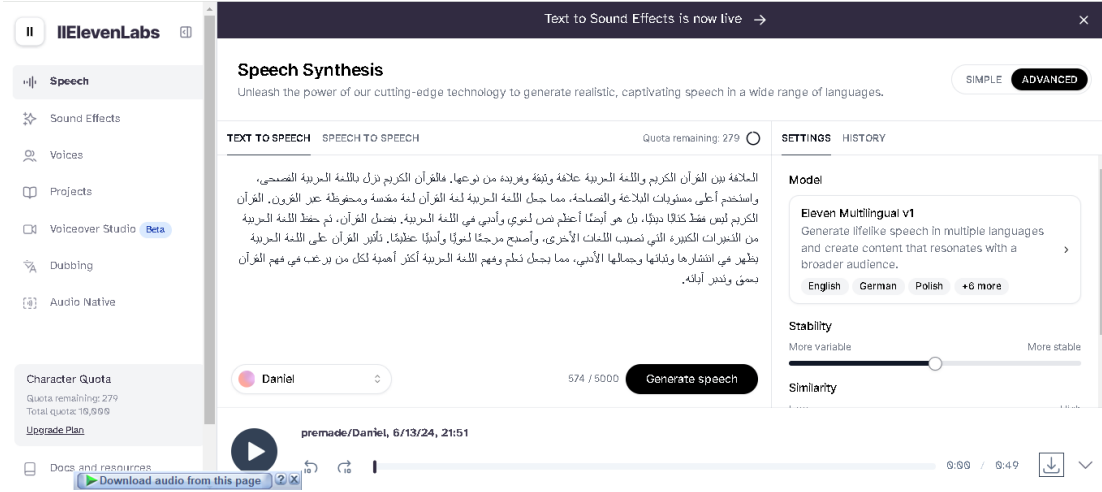 Text to Sound Effects is now live →
IIElevenLabs
Speech
Sound Effects
Voices
Projects
Voiceover Studio Beta
Dubbing
Audio Native
Character Quota
Quota remaining: 279
Total quota: 10,000
Upgrade Plan
Docs and resources
Download audio from this page
Speech Synthesis
Unleash the power of our cutting-edge technology to generate realistic, captivating speech in a wide range of languages.
SIMPLE ADVANCED
TEXT TO SPEECH SPEECH TO SPEECH Quota remaining: 279
العلاقة بين القرآن الكريم واللغة العربية علاقة وثيقة وفريدة من نوعها. فالقرآن الكريم نزل باللغة العربية الفصحى،
واستخدم أعلى مستويات البلاغة والفصاحة، مما جعل اللغة العربية لغة القرآن لغة مقدسة ومحفوظة عبر القرون. القرآن
الكريم ليس فقط كتابًا دينيًا، بل هو أيضًا أعظم نص لغوي وأدبي في اللغة العربية. بفضل القرآن، تم حفظ اللغة العربية
من التغيرات الكبيرة التي تصيب اللغات الأخرى، وأصبح مرجعًا لغويًا وأدبيًا عظيمًا. تأثير القرآن على اللغة العربية
يظهر في انتشارها وثباتها وجمالها الأدبي، مما يجعل تعلم وفهم اللغة العربية أكثر أهمية لكل من يرغب في فهم القرآن
بعمق وتدبر آياته.
Daniel
574 / 5000
Generate speech
SETTINGS HISTORY
Model
Eleven Multilingual v1
Generate lifelike speech in multiple languages
and create content that resonates with a
broader audience.
English German Polish +6 more
Stability
More variable More stable
Similarity
premade/Daniel, 6/13/24, 21:51
10 10
0:00 / 0:49